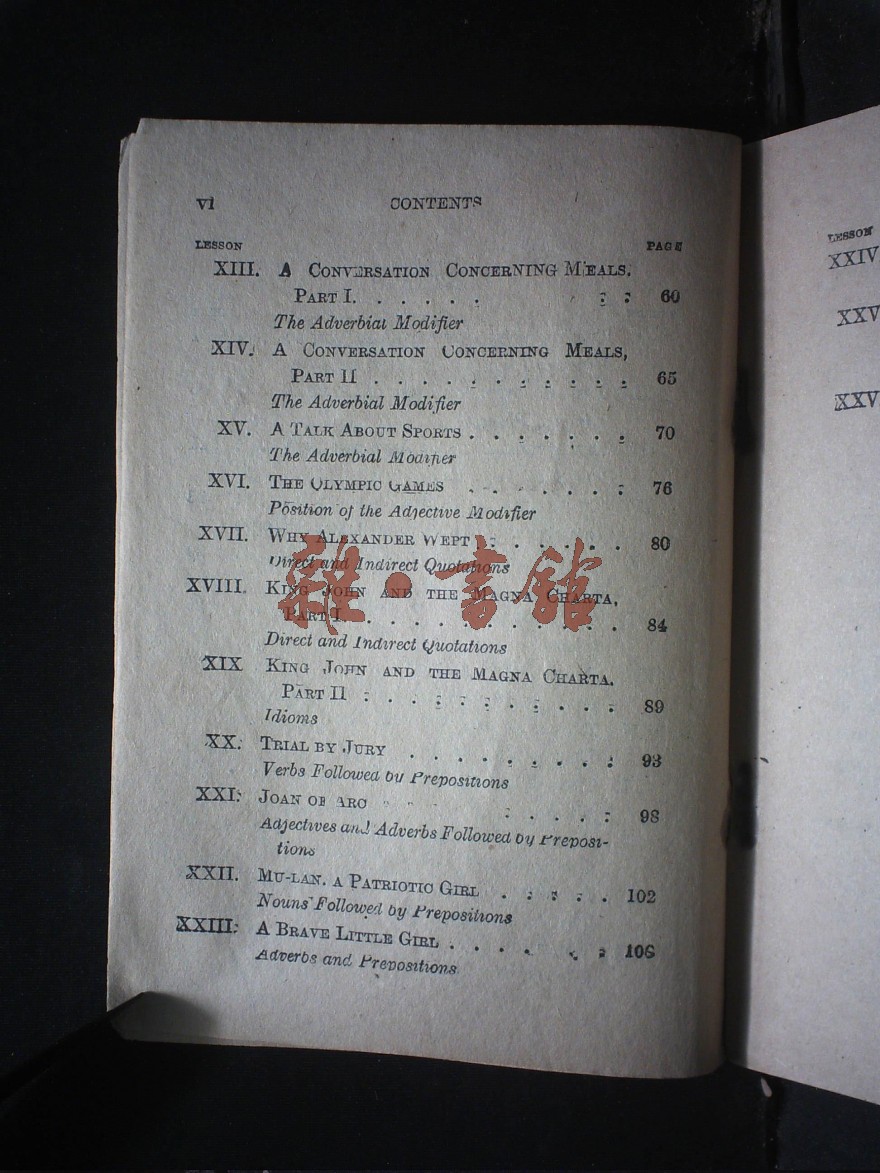 vi CONTENTS
LESSON PAGE
XIII. A CONVERSATION CONCERNING MEALS,
PART I. . . . . . : : 60
The Adverbial Modifier
XIV. A CONVERSATION CONCERNING MEALS,
PART II . . . . . . . . . . . 65
The Adverbial Modifier
XV. A TALK ABOUT SPORTS . . . . . . . 70
The Adverbial Modifier
XVI. THE OLYMPIC GAMES . . . . . . : 76
Position of the Adjective Modifier
XVII. WHY ALEXANDER WEPT : . . . . . . 80
Direct and Indirect Quotations
XVIII. KING JOHN AND THE MAGNA CHARTA,
PART I. . . . . . . . . . . . 84
Direct and Indirect Quotations
XIX KING JOHN AND THE MAGNA CHARTA.
PART II : . . : . : . : . . : 89
Idioms
XX. TRIAL BY JURY . . . . . . . . : 93
Verbs Followed by Prepositions
XXI. JOAN OF ARC : . . . : 98
Adjectives and Adverbs Followed by Preposi-
tions
XXII. MU-LAN. A PATRIOTIC GIRL . : : : . 102
Nouns Followed by Prepositions
XXIII: A BRAVE LITTLE GIRL . . . . 106
Adverbs and Prepositions
雜·書館
LESSON
XXIV
XXV
XXV